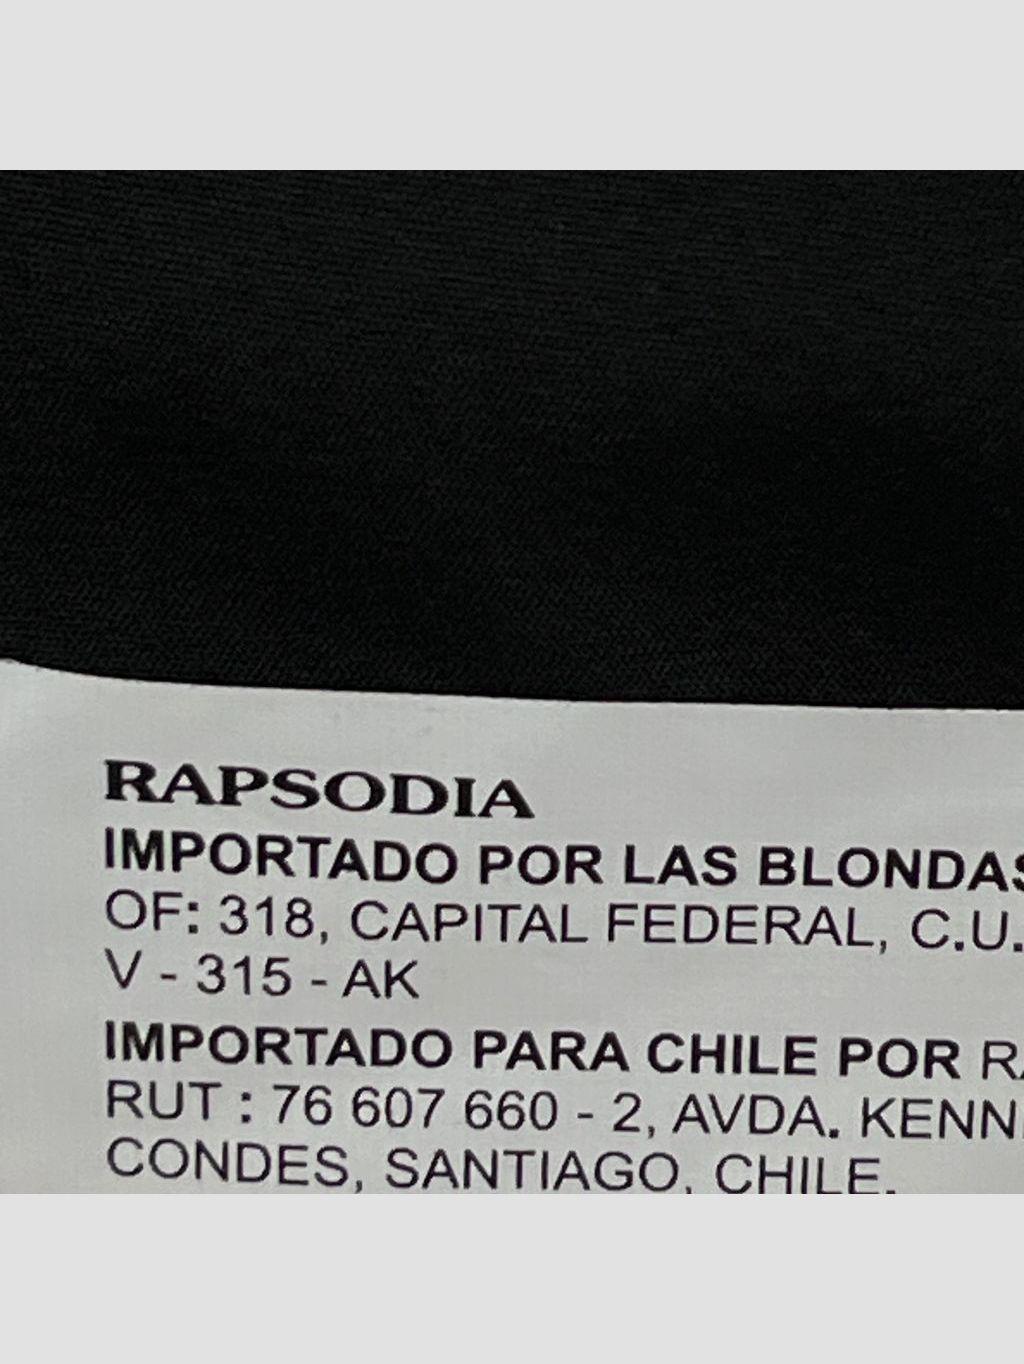 RAPSODIA
IMPORTADO POR LAS BLONDAS
OF: 318, CAPITAL FEDERAL, C.U.
V - 315 - AK
IMPORTADO PARA CHILE POR
RUT : 76 607 660 - 2, AVDA.
CONDES, SANTIAGO, CHILE.